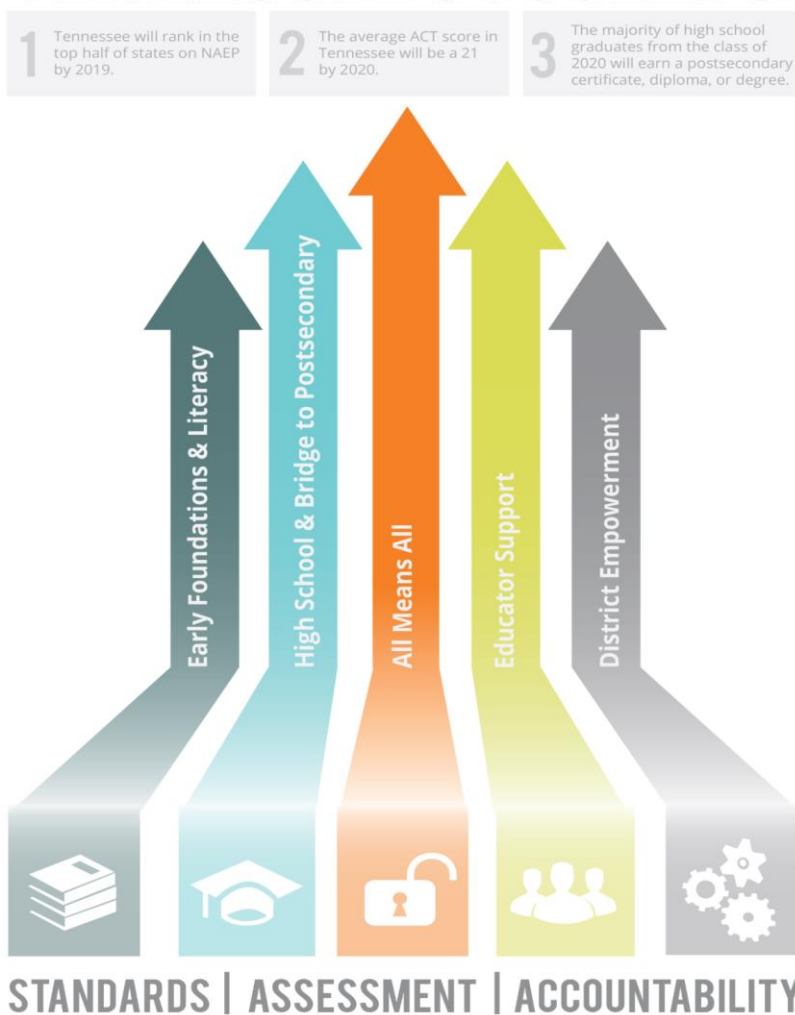 1
Tennessee will rank in the
top half of states on NAEP
by 2019.
2
The average ACT score in
Tennessee will be a 21
by 2020.
3
The majority of high school
graduates from the class of
2020 will earn a postsecondary
certificate, diploma, or degree.
Early Foundations & Literacy
High School & Bridge to Postsecondary
All Means All
Educator Support
District Empowerment
STANDARDS | ASSESSMENT | ACCOUNTABILITY